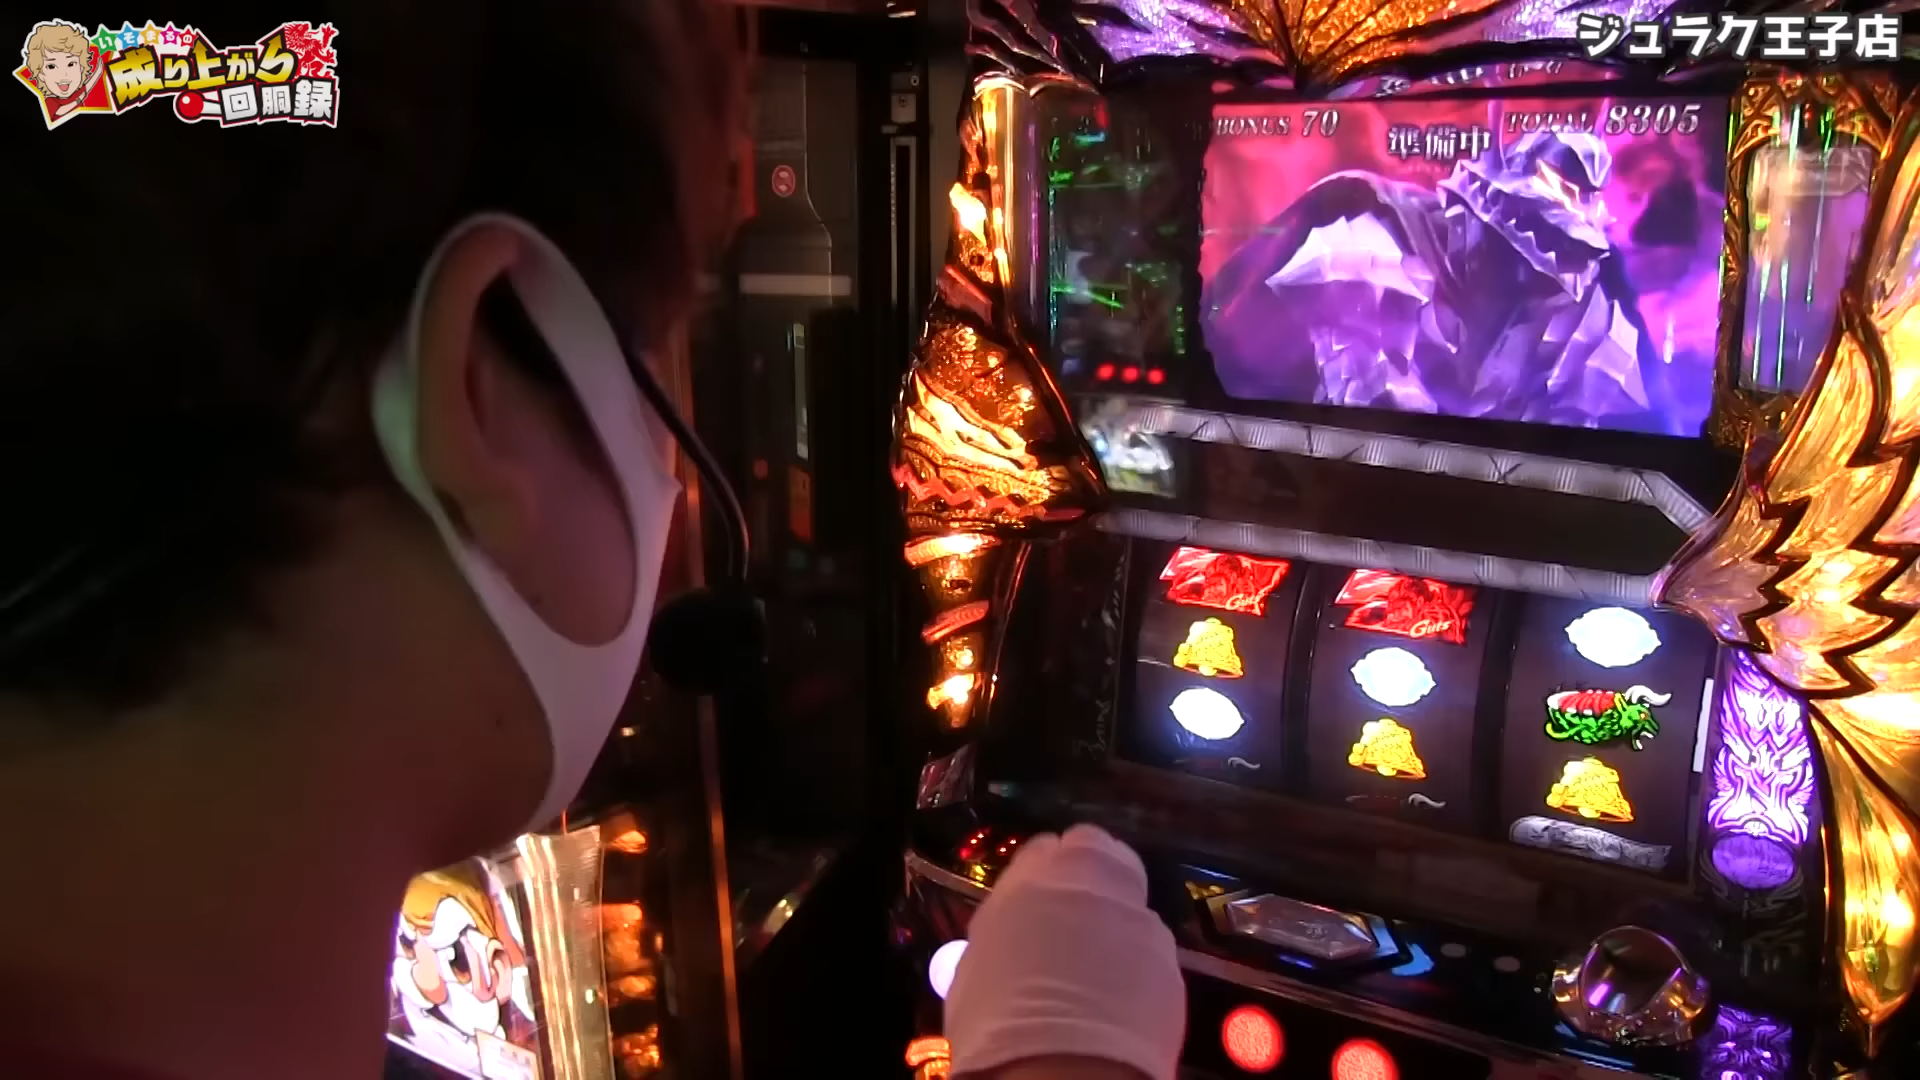 いそまるの
成り上がり
回胴録
ジュラク王子店
BONUS 70
TOTAL 8305
準備中
Guts
Guts